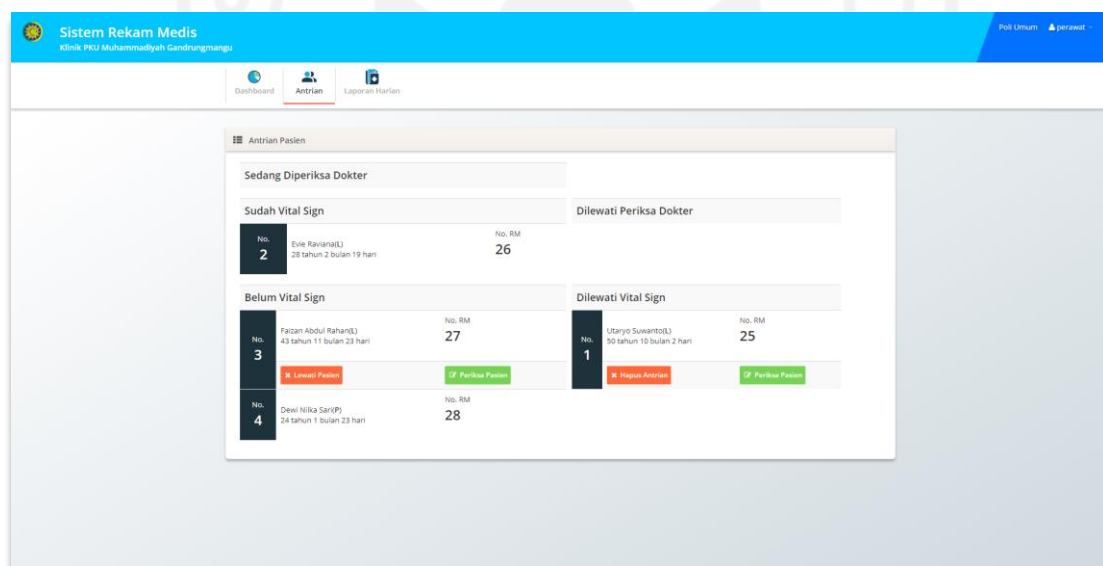 Sistem Rekam Medis
Klinik PKU Muhammadiyah Gandrungmangu
Poli Umum perawat
Dashboard Antrian Laporan Harian
Antrian Pasien
Sedang Diperiksa Dokter
Sudah Vital Sign
No.
2
Evie Raviana(L)
28 tahun 2 bulan 19 hari
No. RM
26
Dilewati Periksa Dokter
Belum Vital Sign
No.
3
Faizan Abdul Rahan(L)
43 tahun 11 bulan 23 hari
No. RM
27
Lewati Pasien
Periksa Pasien
No.
4
Dewi Nilka Sari(P)
24 tahun 1 bulan 23 hari
No. RM
28
Dilewati Vital Sign
No.
1
Utaryo Suwanto(L)
50 tahun 10 bulan 2 hari
No. RM
25
Hapus Antrian
Periksa Pasien